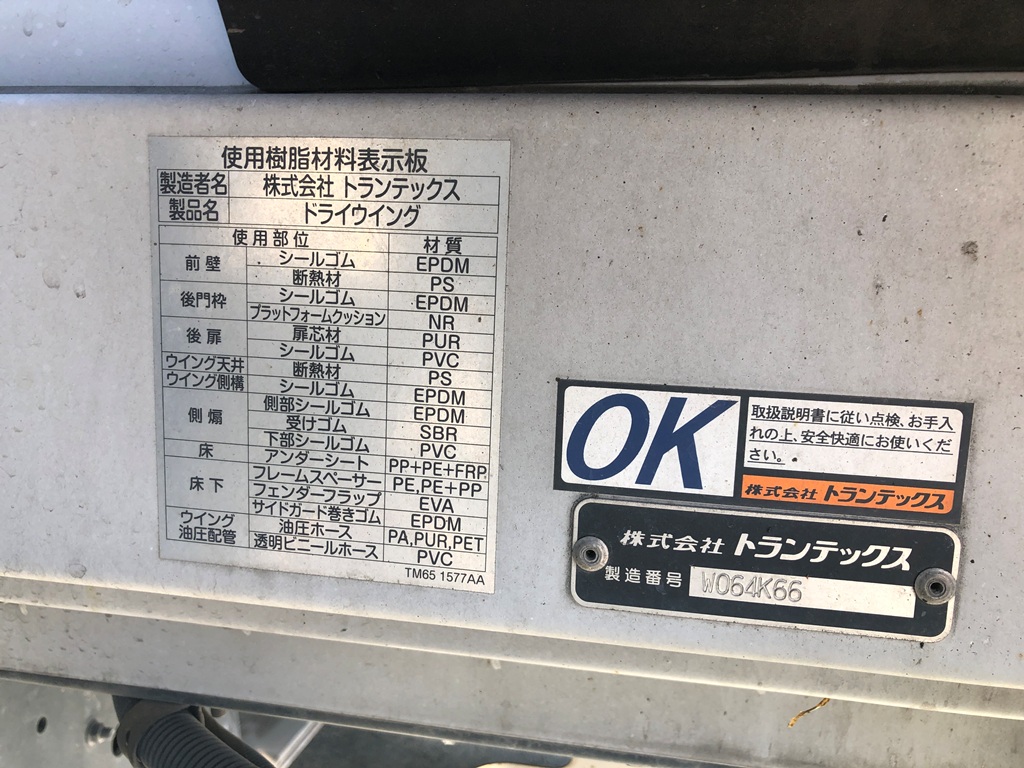 使用樹脂材料表示板
製造者名 株式会社 トランテックス
製品名 ドライウイング
使用部位 材質
前壁 シールゴム EPDM
断熱材 PS
後門枠 シールゴム EPDM
プラットフォームクッション NR
後扉 扉芯材 PUR
シールゴム PVC
ウイング天井 断熱材 PS
ウイング側構 シールゴム EPDM
側煽 側部シールゴム EPDM
受けゴム SBR
下部シールゴム PVC
床 アンダーシート PP+PE+FRP
床下 フレームスペーサー PE,PE+PP
フェンダーフラップ EVA
サイドガード巻きゴム EPDM
ウイング油圧配管 油圧ホース PA,PUR,PET
透明ビニールホース PVC
TM65 1577AA
OK
取扱説明書に従い点検、お手入
れの上、安全快適にお使いくだ
さい。
株式会社 トランテックス
株式会社 トランテックス
製造番号 W064K66